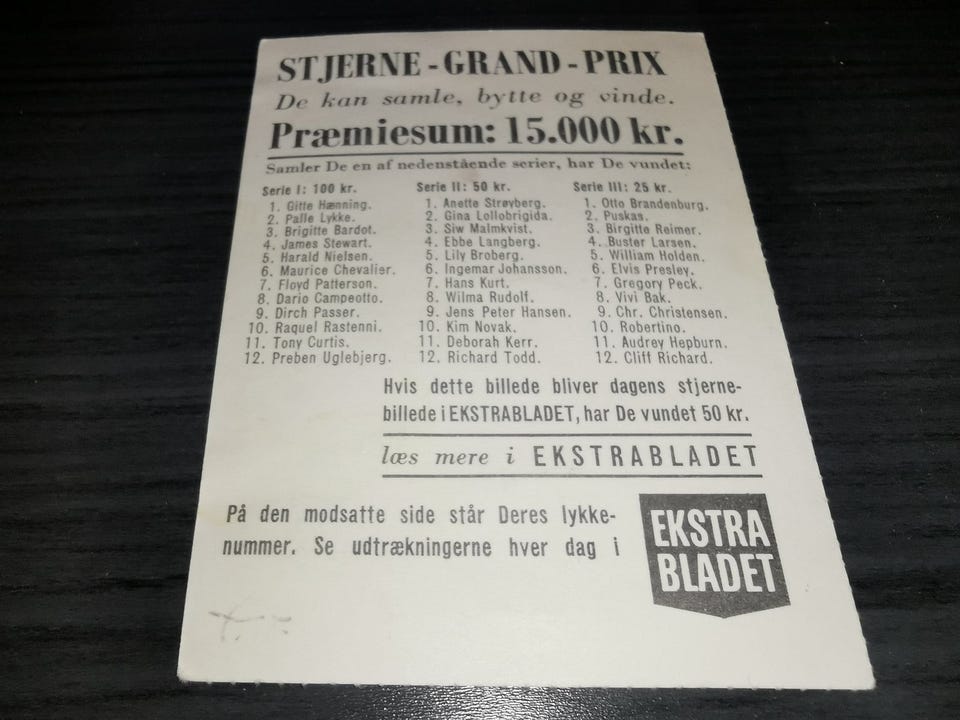 STJERNE-GRAND-PRIX
De kan samle, bytte og vinde.
Præmiesum: 15.000 kr.
Samler De en af nedenstående serier, har De vundet:
Serie I: 100 kr.
1. Gitte Hænning.
2. Palle Lykke.
3. Brigitte Bardot.
4. James Stewart.
5. Harald Nielsen.
6. Maurice Chevalier.
7. Floyd Patterson.
8. Dario Campeotto.
9. Dirch Passer.
10. Raquel Rastenni.
11. Tony Curtis.
12. Preben Uglebjerg.
Serie II: 50 kr.
1. Anette Strøyberg.
2. Gina Lollobrigida.
3. Siw Malmkvist.
4. Ebbe Langberg.
5. Lily Broberg.
6. Ingemar Johansson.
7. Hans Kurt.
8. Wilma Rudolf.
9. Jens Peter Hansen.
10. Kim Novak.
11. Deborah Kerr.
12. Richard Todd.
Serie III: 25 kr.
1. Otto Brandenburg.
2. Puskas.
3. Birgitte Reimer.
4. Buster Larsen.
5. William Holden.
6. Elvis Presley.
7. Gregory Peck.
8. Vivi Bak.
9. Chr. Christensen.
10. Robertino.
11. Audrey Hepburn.
12. Cliff Richard.
Hvis dette billede bliver dagens stjerne-
billede i EKSTRABLADET, har De vundet 50 kr.
læs mere i EKSTRABLADET
På den modsatte side står Deres lykke-
nummer. Se udtrækningerne hver dag i
EKSTRA
BLADET